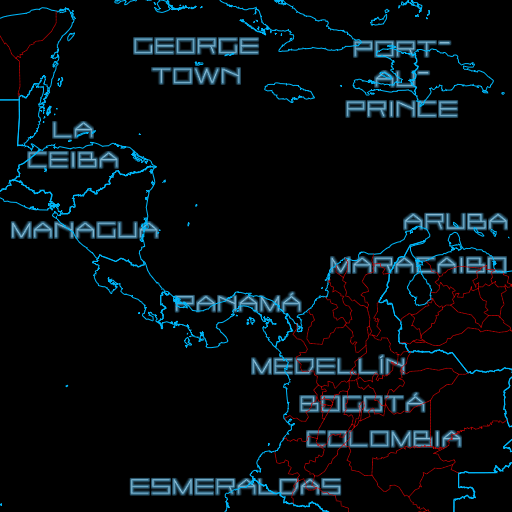 GEORGE
TOWN
PORT-
AU-
PRINCE
LA
CEIBA
MANAGUA
ARUBA
MARACAIBO
PANAMÁ
MEDELLÍN
BOGOTÁ
COLOMBIA
ESMERALDAS